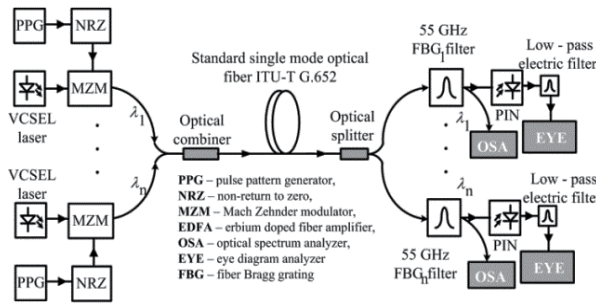 PPG
NRZ
MZM
VCSEL
laser
λ1
Standard single mode optical
fiber ITU-T G.652
Optical
combiner
Optical
splitter
55 GHz
FBG filter
1
Low - pass
electric filter
PIN
λ1
OSA
EYE
VCSEL
laser
MZM
λn
PPG
NRZ
PPG – pulse pattern generator,
NRZ – non-return to zero,
MZM – Mach Zehnder modulator,
EDFA – erbium doped fiber amplifier,
OSA – optical spectrum analyzer,
EYE – eye diagram analyzer
FBG – fiber Bragg grating
λn
Low - pass
electric filter
PIN
55 GHz
FBG filter
n
OSA
EYE